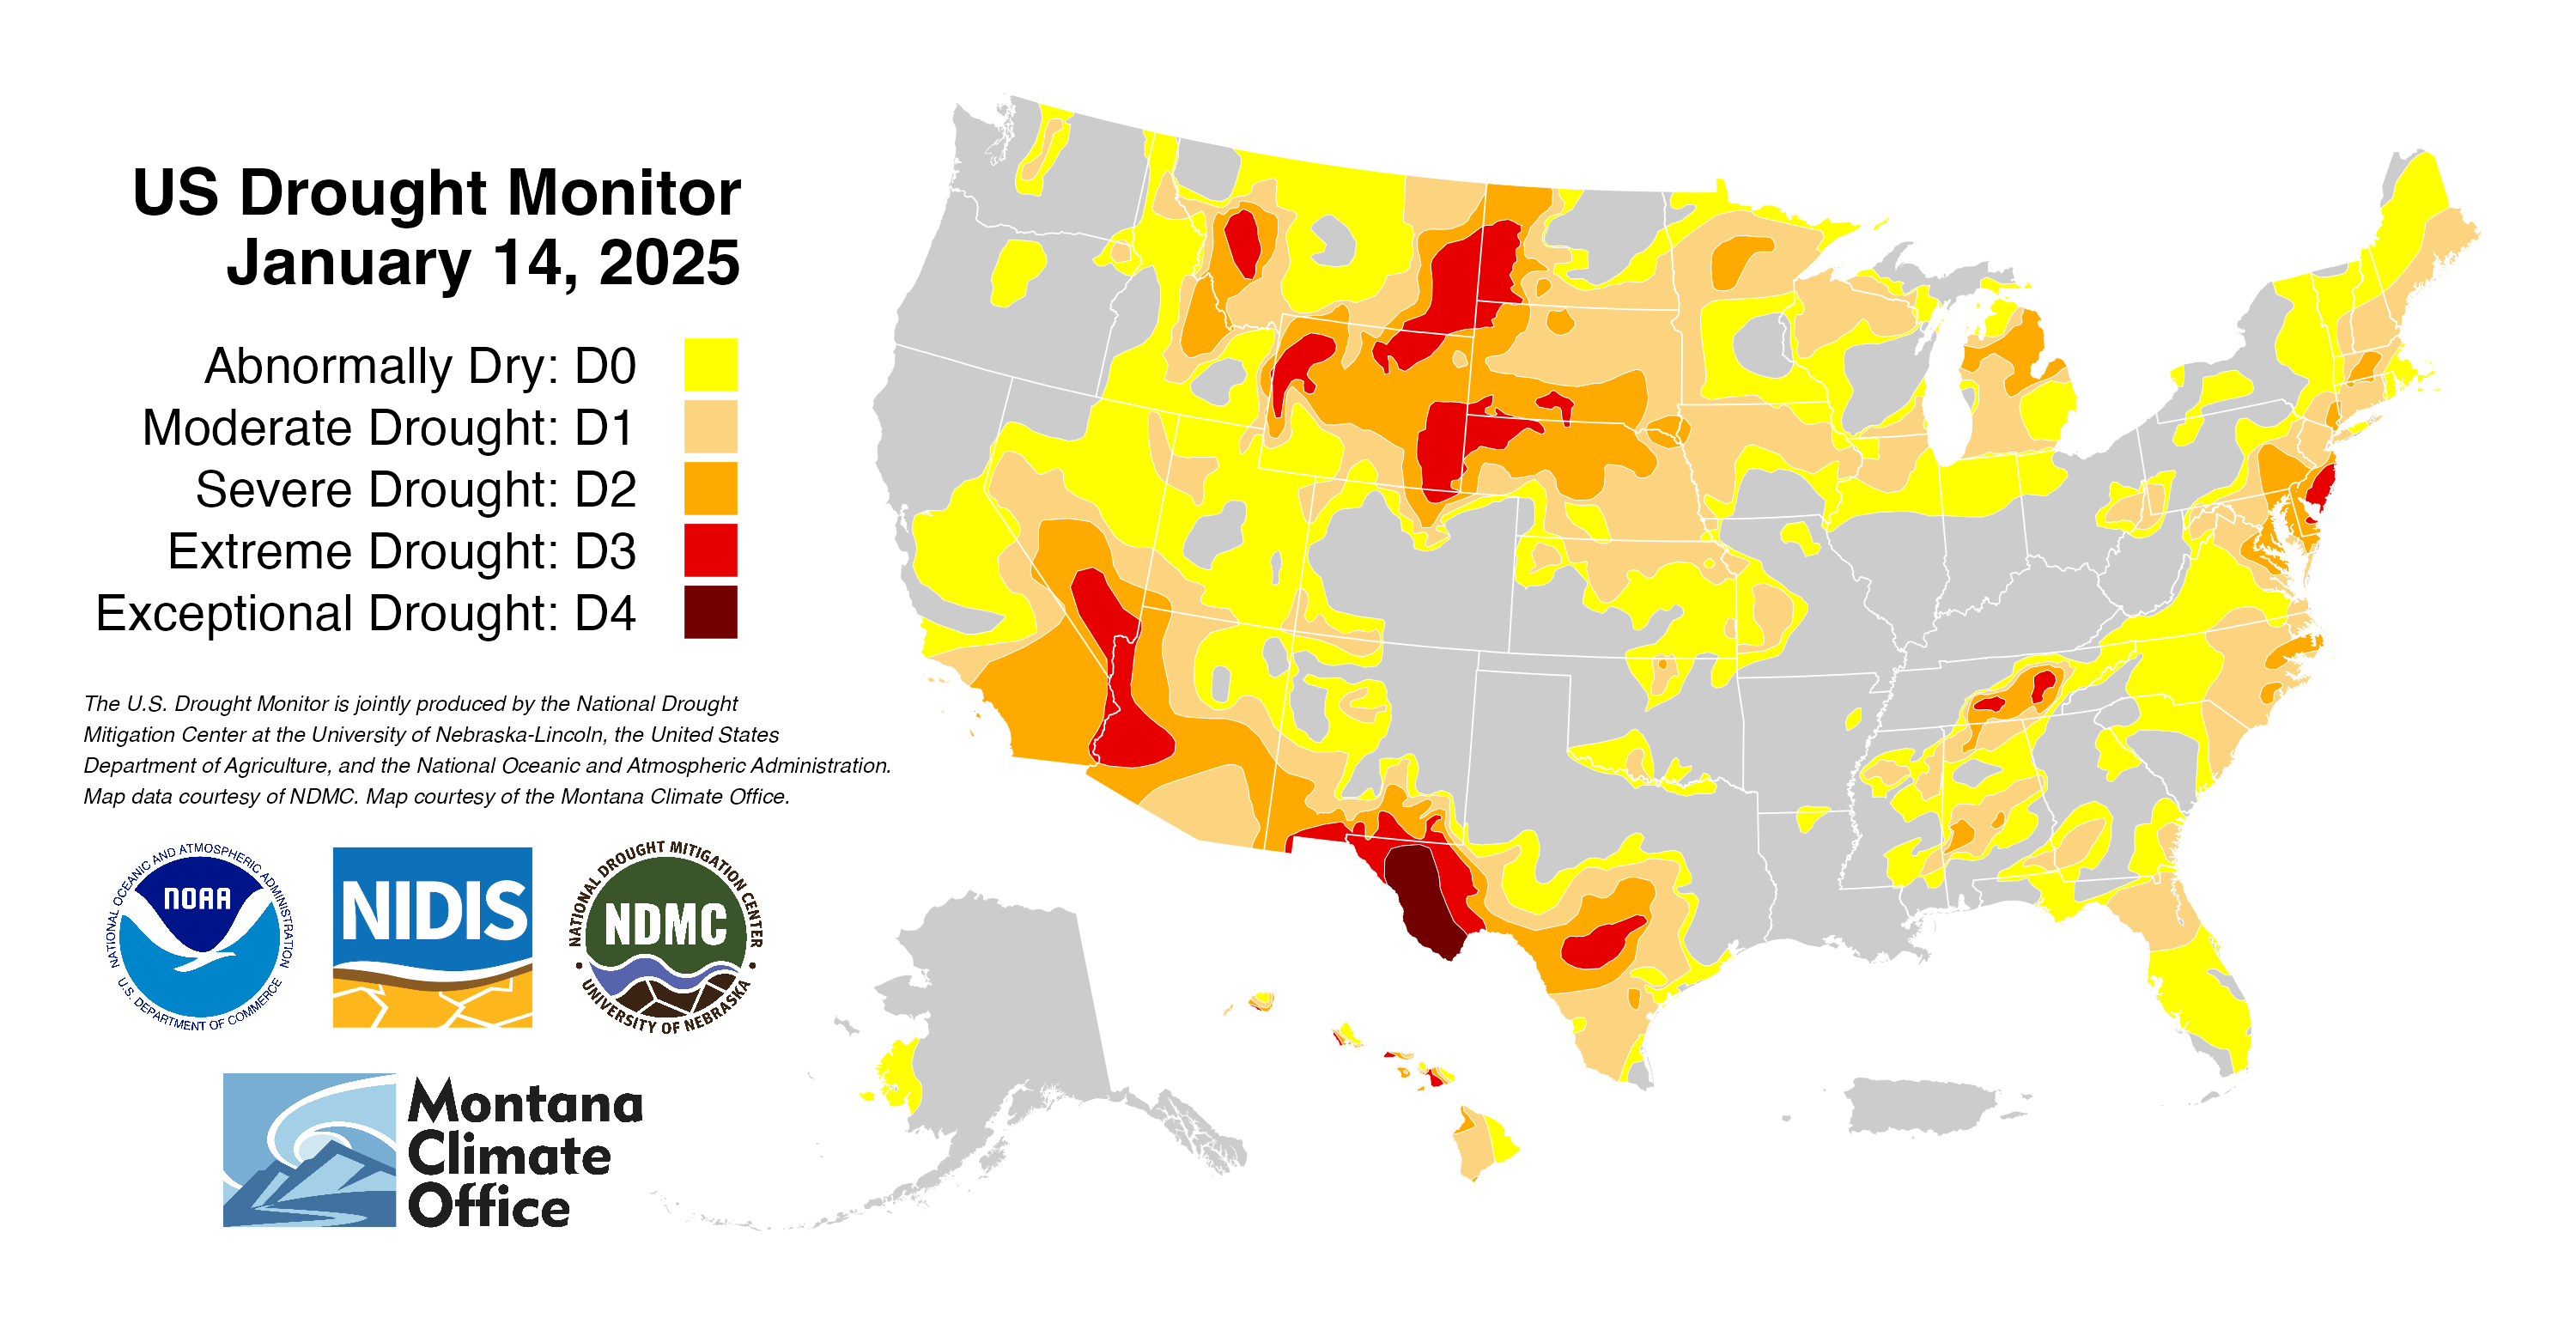 US Drought Monitor
January 14, 2025
Abnormally Dry: D0
Moderate Drought: D1
Severe Drought: D2
Extreme Drought: D3
Exceptional Drought: D4
The U.S. Drought Monitor is jointly produced by the National Drought
Mitigation Center at the University of Nebraska-Lincoln, the United States
Department of Agriculture, and the National Oceanic and Atmospheric Administration.
Map data courtesy of NDMC. Map courtesy of the Montana Climate Office.
NATIONAL OCEANIC AND ATMOSPHERIC ADMINISTRATION
NOAA
U.S. DEPARTMENT OF COMMERCE
NIDIS
NATIONAL DROUGHT MITIGATION CENTER
NDMC
UNIVERSITY OF NEBRASKA
Montana
Climate
Office